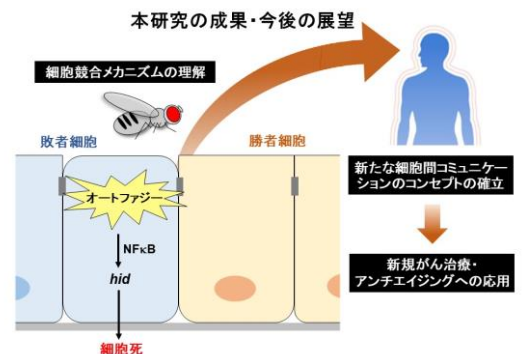 本研究の成果・今後の展望
細胞競合メカニズムの理解
敗者細胞
勝者細胞
オートファジー
NFκB
hid
細胞死
新たな細胞間コミュニケー
ションのコンセプトの確立
新規がん治療・
アンチエイジングへの応用